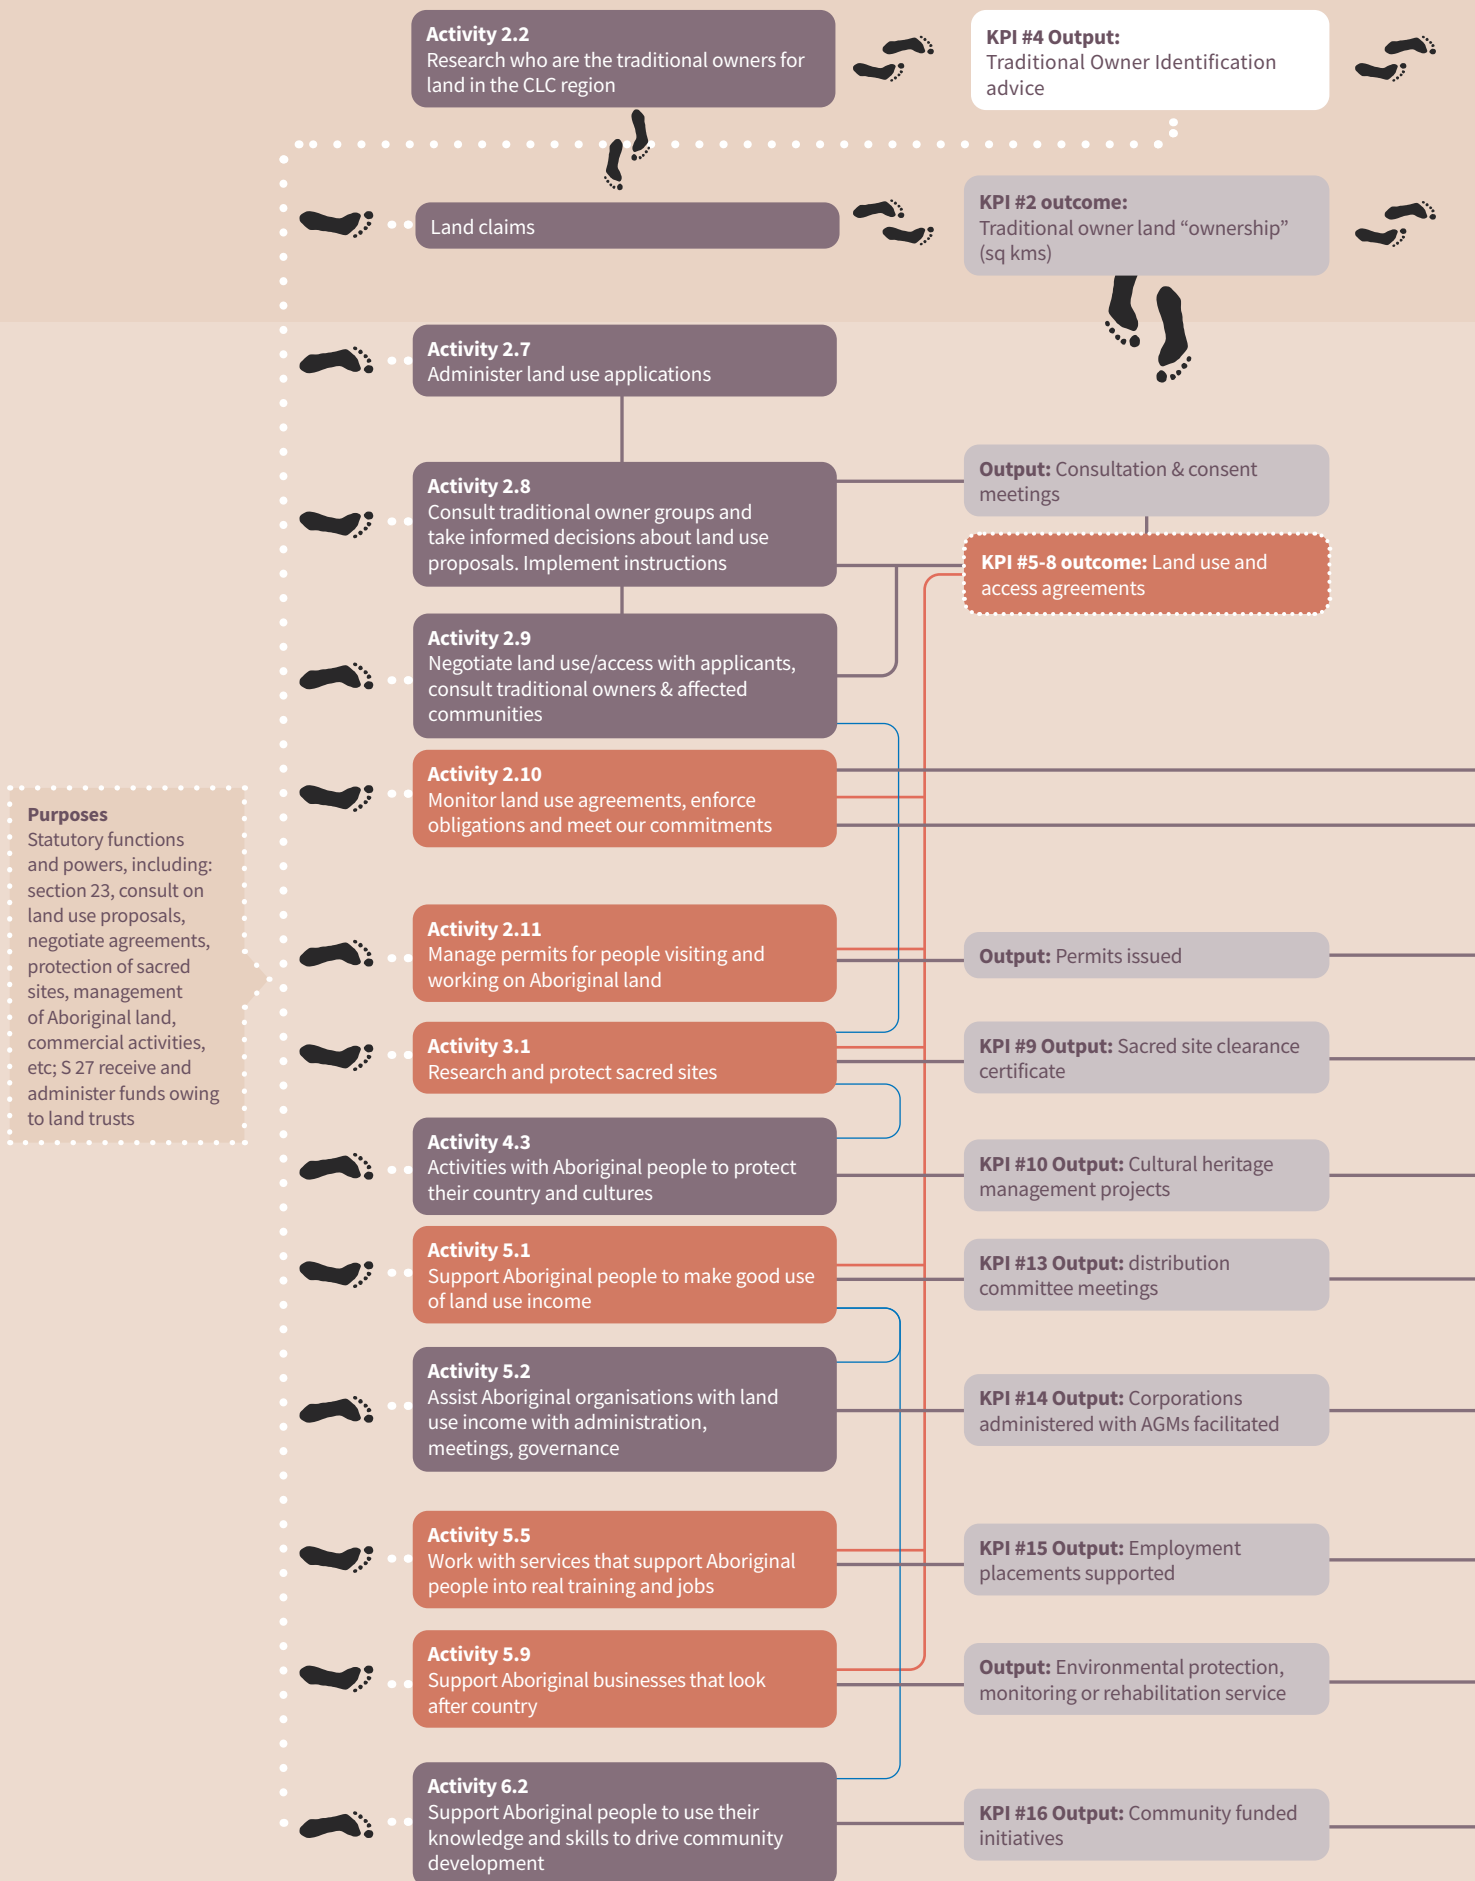 Activity 2.2
Research who are the traditional owners for
land in the CLC region
KPI #4 Output:
Traditional Owner Identification
advice
Land claims
KPI #2 outcome:
Traditional owner land “ownership”
(sq kms)
Activity 2.7
Administer land use applications
Activity 2.8
Consult traditional owner groups and
take informed decisions about land use
proposals. Implement instructions
Output: Consultation & consent
meetings
KPI #5-8 outcome: Land use and
access agreements
Activity 2.9
Negotiate land use/access with applicants,
consult traditional owners & affected
communities
Activity 2.10
Monitor land use agreements, enforce
obligations and meet our commitments
Purposes
Statutory functions
and powers, including:
section 23, consult on
land use proposals,
negotiate agreements,
protection of sacred
sites, management
of Aboriginal land,
commercial activities,
etc; S 27 receive and
administer funds owing
to land trusts
Activity 2.11
Manage permits for people visiting and
working on Aboriginal land
Output: Permits issued
Activity 3.1
Research and protect sacred sites
KPI #9 Output: Sacred site clearance
certificate
Activity 4.3
Activities with Aboriginal people to protect
their country and cultures
KPI #10 Output: Cultural heritage
management projects
Activity 5.1
Support Aboriginal people to make good use
of land use income
KPI #13 Output: distribution
committee meetings
Activity 5.2
Assist Aboriginal organisations with land
use income with administration,
meetings, governance
KPI #14 Output: Corporations
administered with AGMs facilitated
Activity 5.5
Work with services that support Aboriginal
people into real training and jobs
KPI #15 Output: Employment
placements supported
Activity 5.9
Support Aboriginal businesses that look
after country
Output: Environmental protection,
monitoring or rehabilitation service
Activity 6.2
Support Aboriginal people to use their
knowledge and skills to drive community
development
KPI #16 Output: Community funded
initiatives